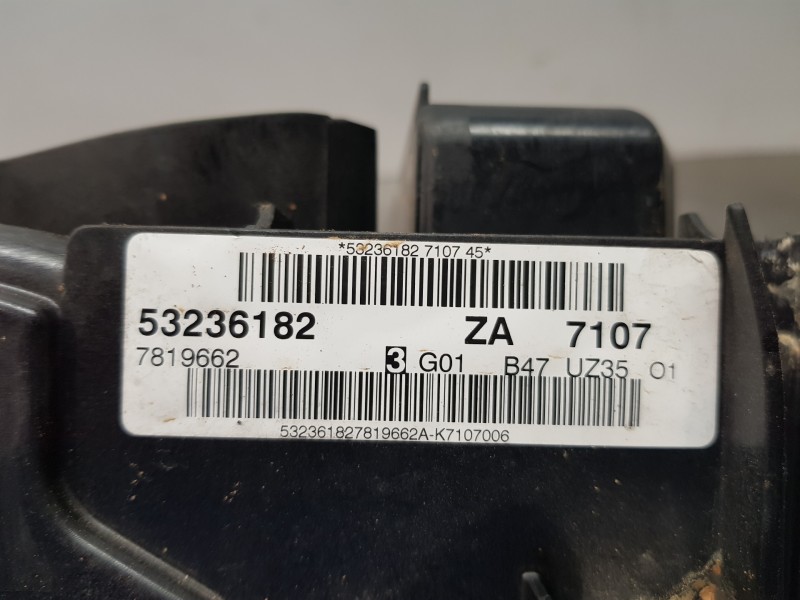 *53236182 7107 45*
53236182 ZA 7107
7819662 3 G01 B47 UZ35 O1
532361827819662A-K7107006